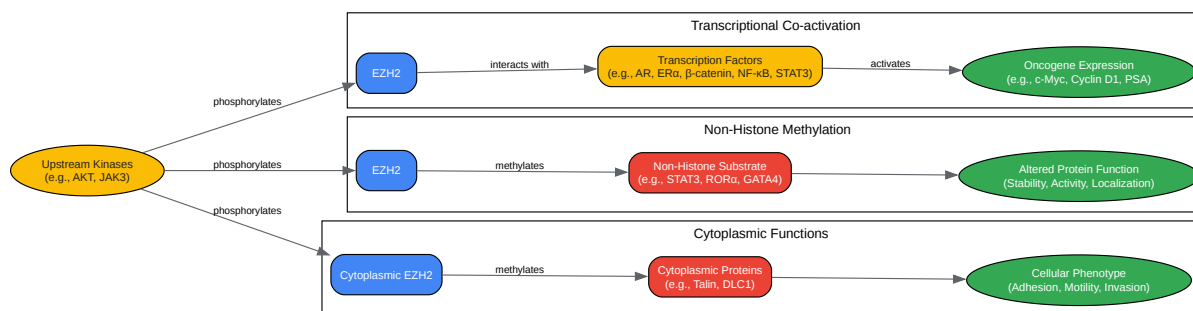 Transcriptional Co-activation
EZH2
interacts with
Transcription Factors
(e.g., AR, ERα, β-catenin, NF-κB, STAT3)
activates
Oncogene Expression
(e.g., c-Myc, Cyclin D1, PSA)
phosphorylates
Non-Histone Methylation
Upstream Kinases
(e.g., AKT, JAK3)
phosphorylates
EZH2
methylates
Non-Histone Substrate
(e.g., STAT3, RORα, GATA4)
Altered Protein Function
(Stability, Activity, Localization)
phosphorylates
Cytoplasmic Functions
Cytoplasmic EZH2
methylates
Cytoplasmic Proteins
(e.g., Talin, DLC1)
Cellular Phenotype
(Adhesion, Motility, Invasion)